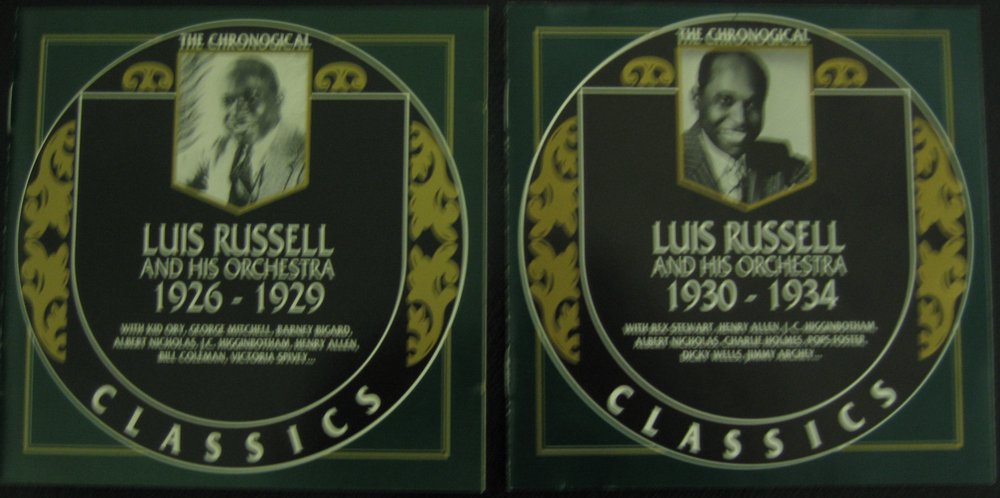 THE CHRONOGICAL
LUIS RUSSELL
AND HIS ORCHESTRA
1926 - 1929
WITH KID ORY, GEORGE MITCHELL, BARNEY BIGARD,
ALBERT NICHOLAS, J.C. HIGGINBOTHAM, HENRY ALLEN,
BILL COLEMAN, VICTORIA SPIVEY...
CLASSICS
THE CHRONOGICAL
LUIS RUSSELL
AND HIS ORCHESTRA
1930 - 1934
WITH REX STEWART, HENRY ALLEN, J.-C. HIGGINBOTHAM,
ALBERT NICHOLAS, CHARLIE HOLMES, POPS FOSTER,
DICKY WELLS, JIMMY ARCHEY...
CLASSICS